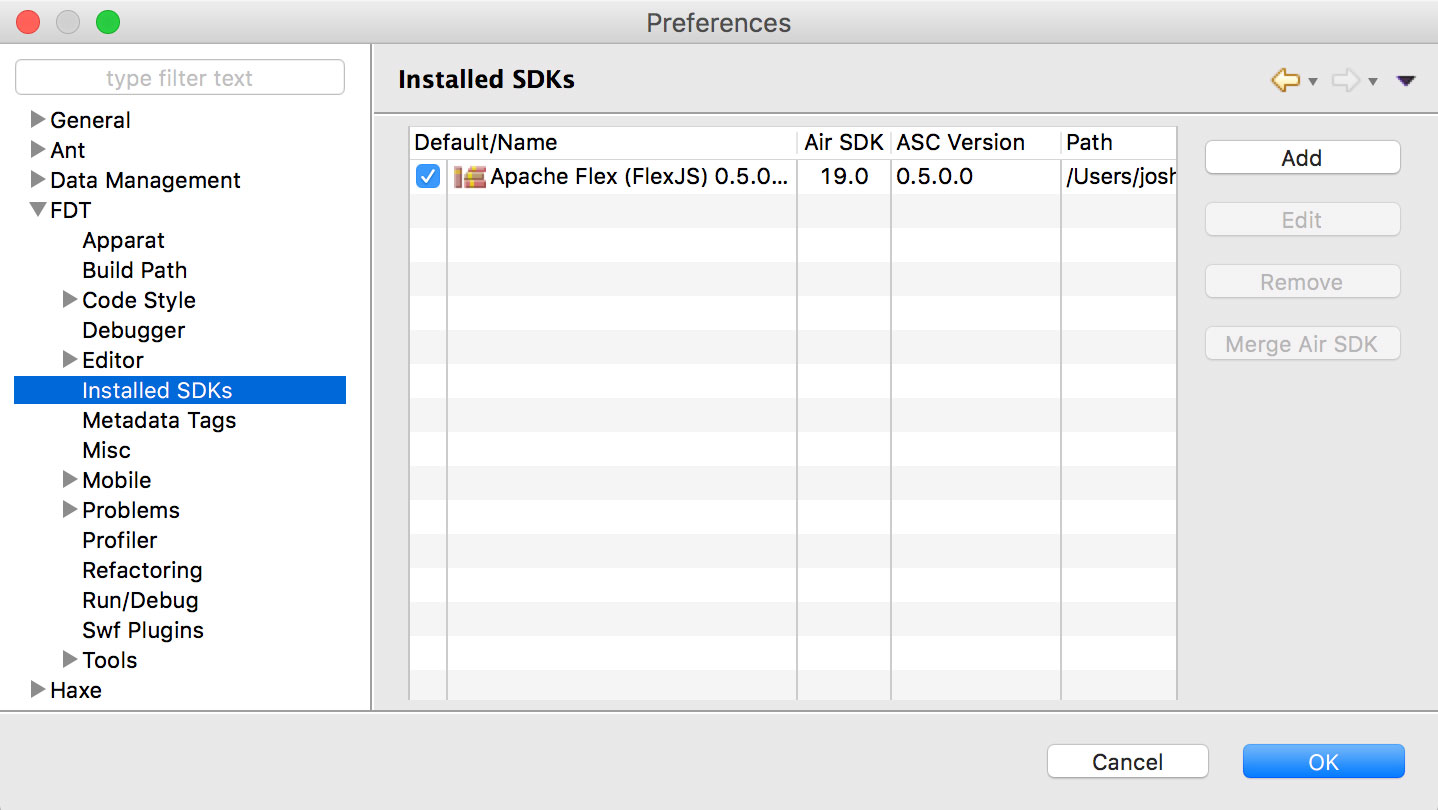 Preferences
type filter text
General
Ant
Data Management
FDT
Apparat
Build Path
Code Style
Debugger
Editor
Installed SDKs
Metadata Tags
Misc
Mobile
Problems
Profiler
Refactoring
Run/Debug
Swf Plugins
Tools
Haxe
Installed SDKs
Default/Name Air SDK ASC Version Path
Apache Flex (FlexJS) 0.5.0... 19.0 0.5.0.0 /Users/josh
Add
Edit
Remove
Merge Air SDK
Cancel OK